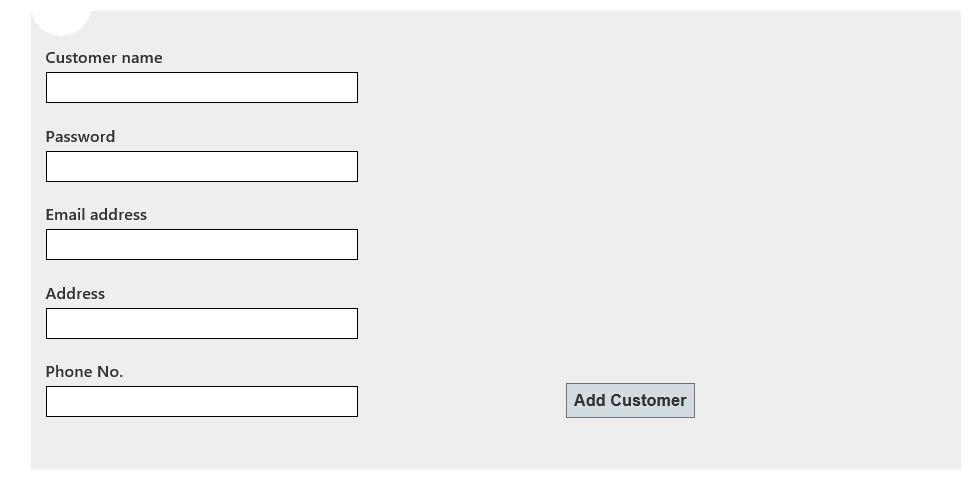 Customer name
Password
Email address
Address
Phone No.
Add Customer